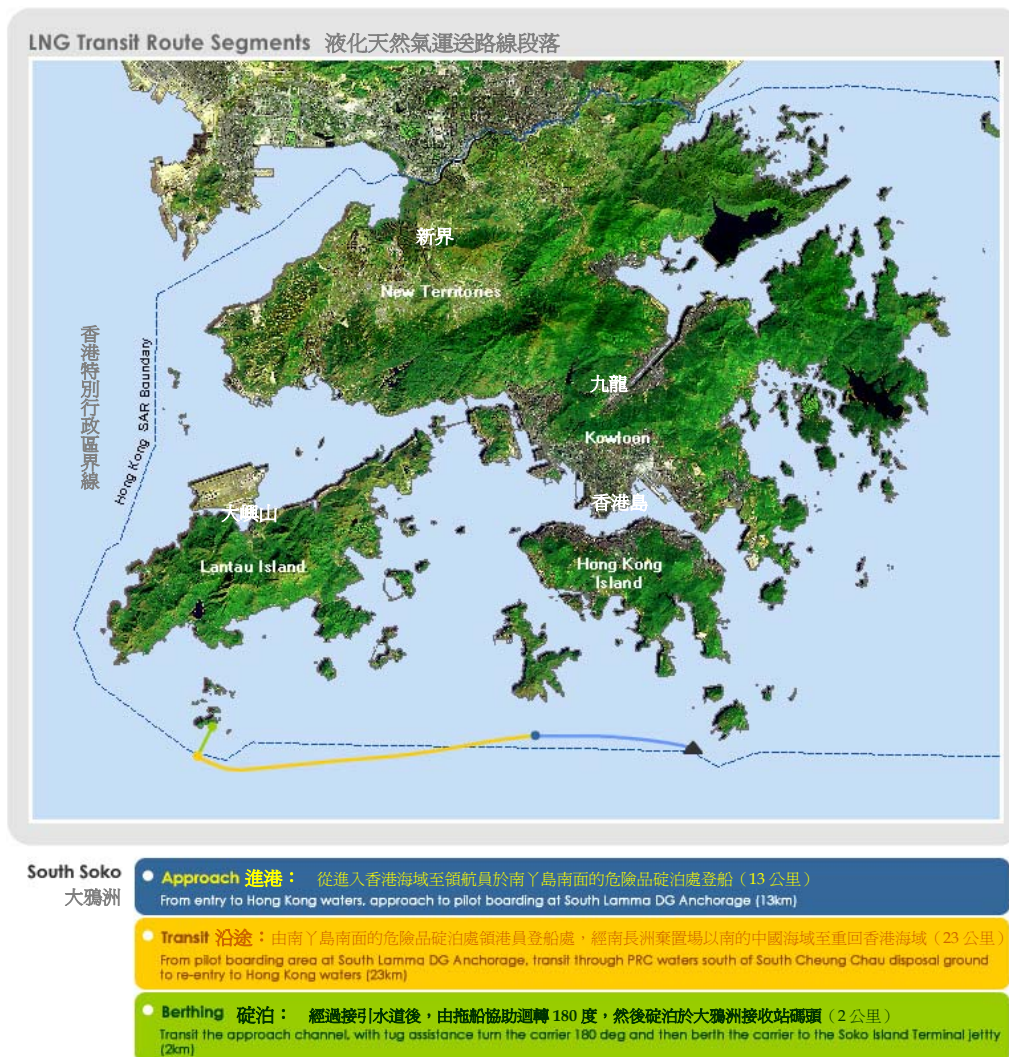 LNG Transit Route Segments 液化天然氣運送路線段落
新界
New Territories
香港特別行政區界線
Hong Kong SAR Boundary
九龍
Kowloon
香港島
大嶼山
Lantau Island
Hong Kong
Island
South Soko
大鴉洲
Approach 進港： 從進入香港海域至領航員於南丫島南面的危險品碇泊處登船（13 公里）
From entry to Hong Kong waters, approach to pilot boarding at South Lamma DG Anchorage (13km)
Transit 沿途：由南丫島南面的危險品碇泊處領港員登船處，經南長洲棄置場以南的中國海域至重回香港海域（23 公里）
From pilot boarding area at South Lamma DG Anchorage, transit through PRC waters south of South Cheung Chau disposal ground
to re-entry to Hong Kong waters (23km)
Berthing 碇泊： 經過接引水道後，由拖船協助迴轉 180 度，然後碇泊於大鴉洲接收站碼頭（2 公里）
Transit the approach channel, with tug assistance turn the carrier 180 deg and then berth the carrier to the Soko Island Terminal jettty
(2km)